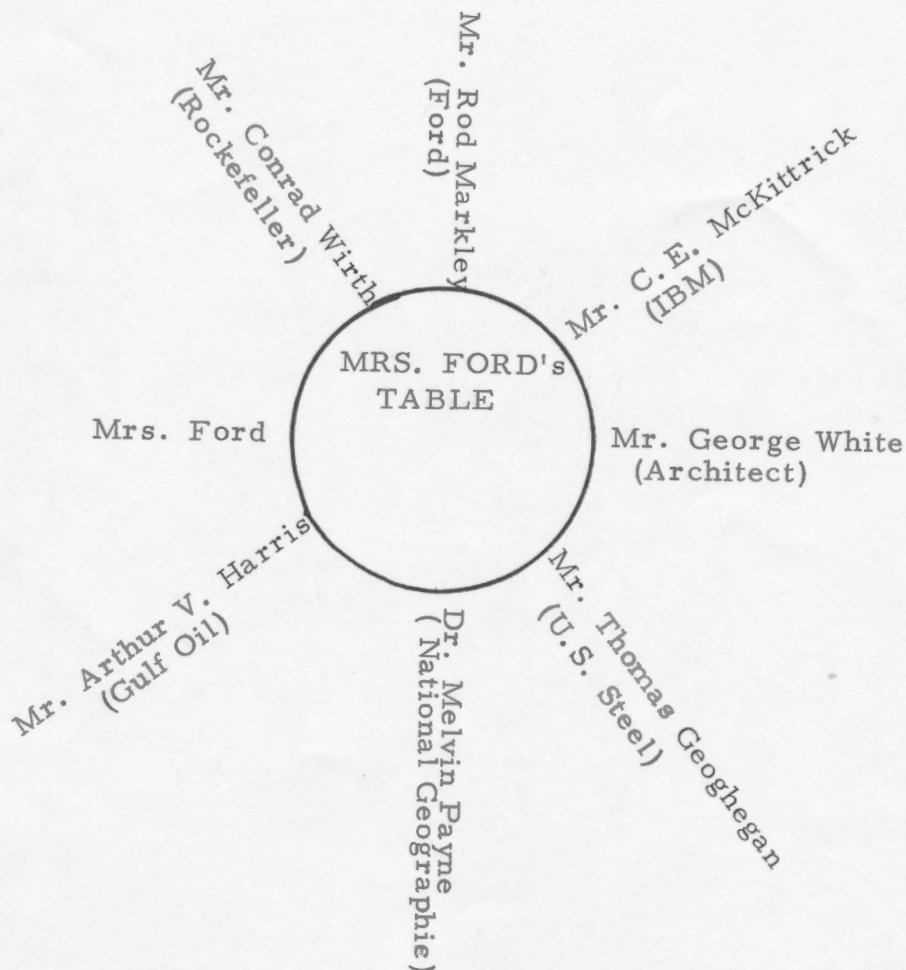 Mr. Rod Markley
(Ford)
Mr. Conrad Wirth
(Rockefeller)
Mr. C.E. McKittrick
(IBM)
MRS. FORD's
TABLE
Mrs. Ford
Mr. George White
(Architect)
Mr. Arthur V. Harris
(Gulf Oil)
Mr. Thomas Geoghegan
(U.S. Steel)
Dr. Melvin Payne
( National Geographie)